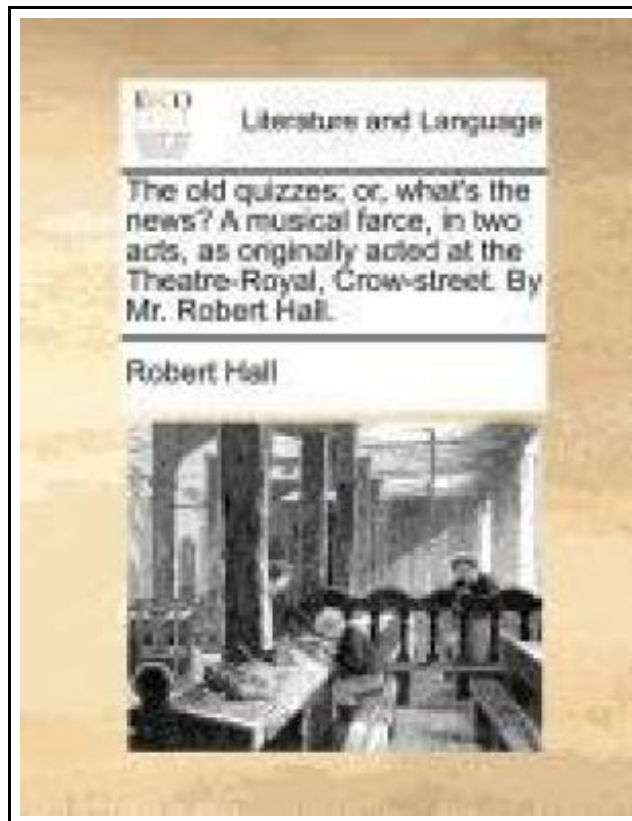 ECCO
Literature and Language
The old quizzes; or, what's the
news? A musical farce, in two
acts, as originally acted at the
Theatre-Royal, Crow-street. By
Mr. Robert Hall.
Robert Hall